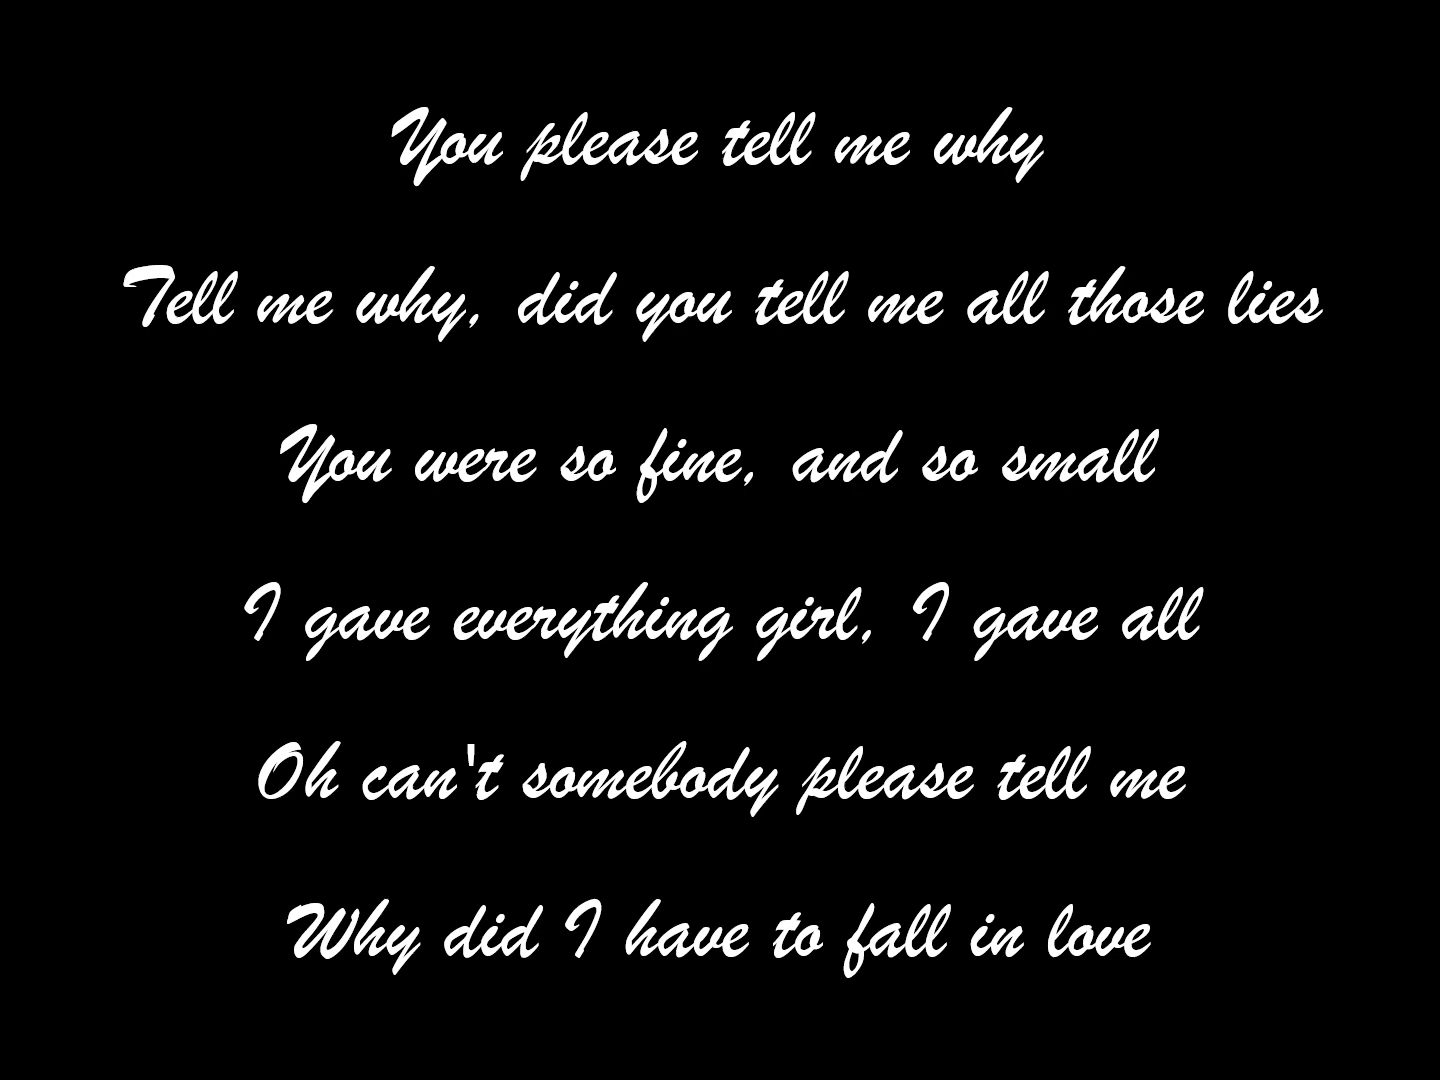 You please tell me why
Tell me why, did you tell me all those lies
You were so fine, and so small
I gave everything girl, I gave all
Oh can't somebody please tell me
Why did I have to fall in love